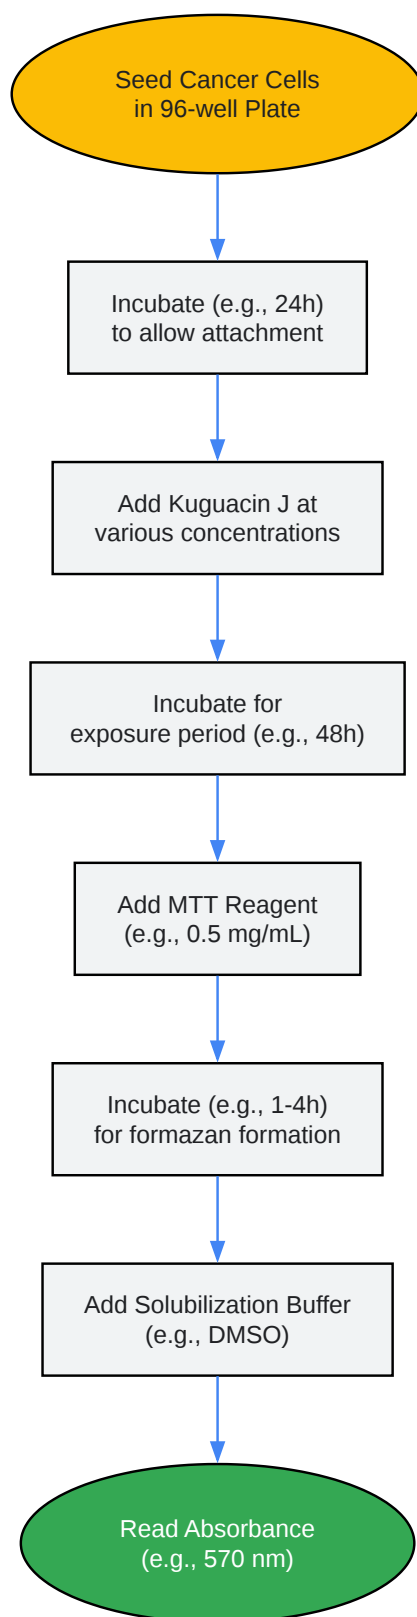 Seed Cancer Cells
in 96-well Plate
Incubate (e.g., 24h)
to allow attachment
Add Kuguacin J at
various concentrations
Incubate for
exposure period (e.g., 48h)
Add MTT Reagent
(e.g., 0.5 mg/mL)
Incubate (e.g., 1-4h)
for formazan formation
Add Solubilization Buffer
(e.g., DMSO)
Read Absorbance
(e.g., 570 nm)